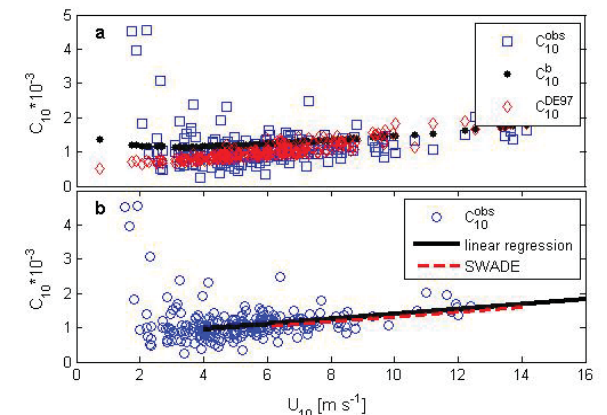 5
4
3
2
1
0
C10*10-3
a
C10obs
C10b
C10DE97
5
4
3
2
1
0
C10*10-3
b
C10obs
linear regression
SWADE
0 2 4 6 8 10 12 14 16
U10 [m s-1]